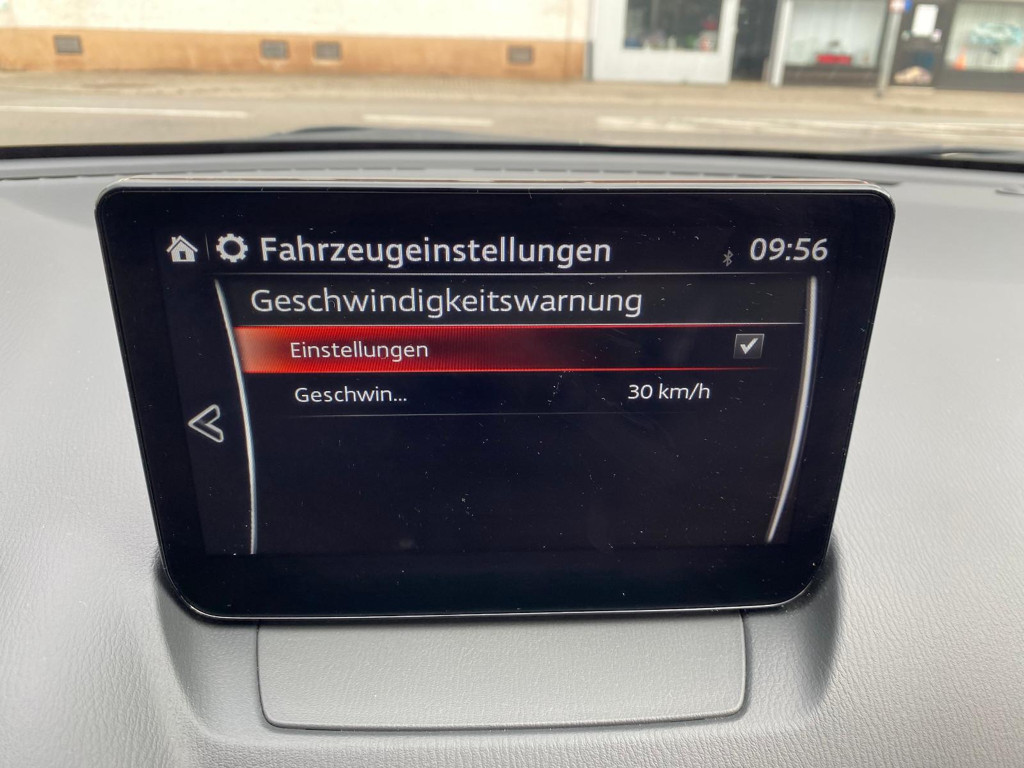 Fahrzeugeinstellungen 09:56
Geschwindigkeitswarnung
Einstellungen
Geschwin... 30 km/h